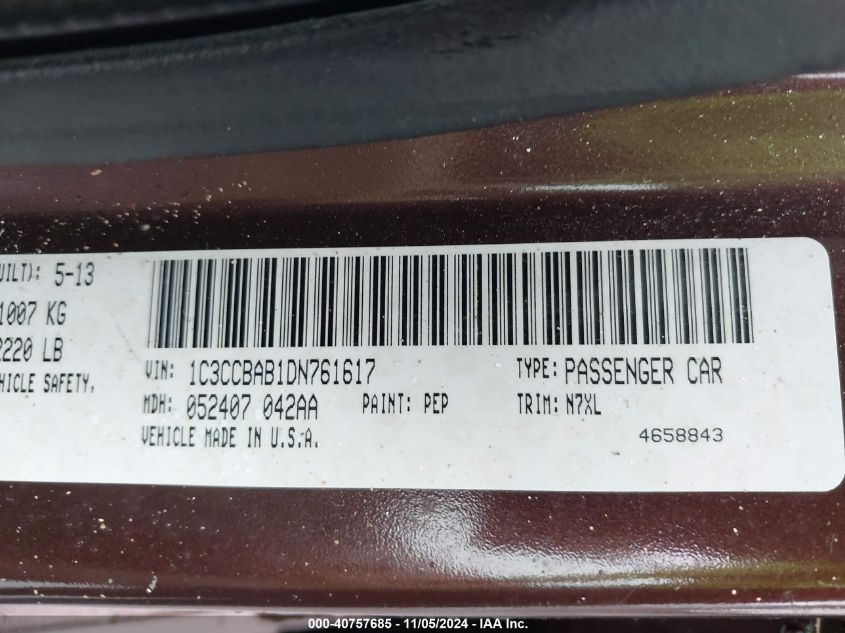 UILT): 5-13
1007 KG
2220 LB
HICLE SAFETY,
VIN: 1C3CCBAB1DN761617 TYPE: PASSENGER CAR
MDH: 052407 042AA PAINT: PEP TRIM: N7XL
VEHICLE MADE IN U.S.A. 4658843
000-40757685 - 11/05/2024 - IAA Inc.